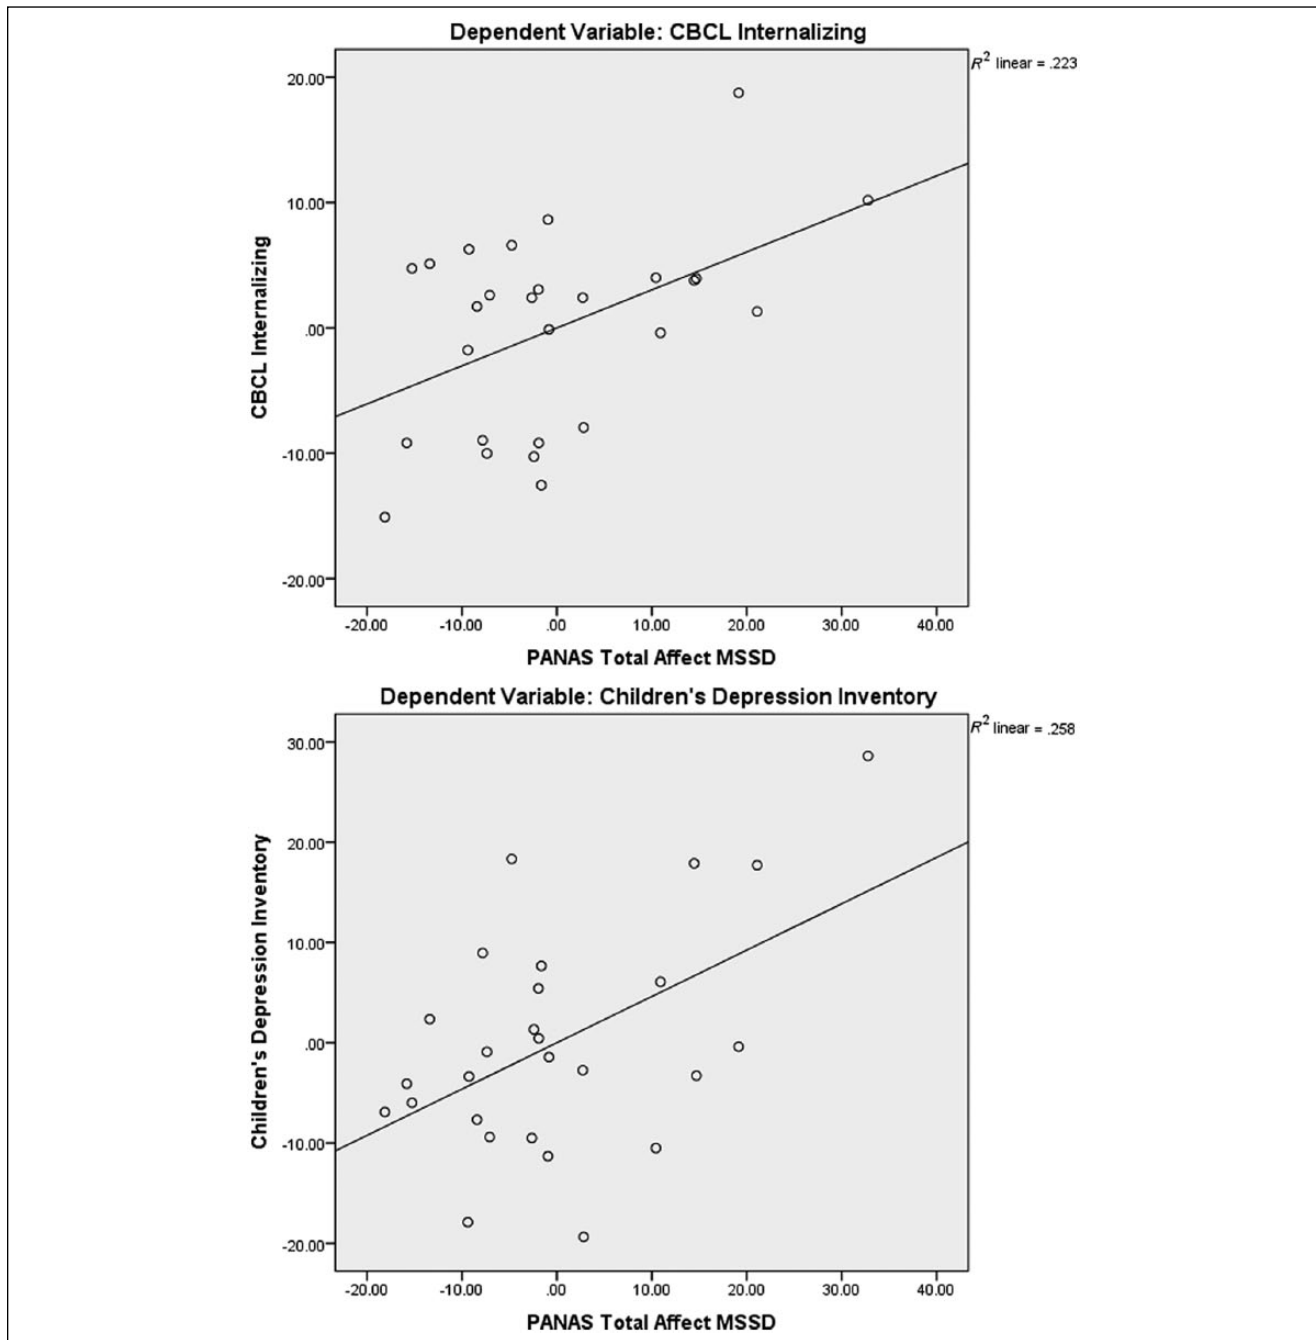 Dependent Variable: CBCL Internalizing
R² linear = .223
20.00
10.00
.00
-10.00
-20.00
CBCL Internalizing
-20.00 -10.00 .00 10.00 20.00 30.00 40.00
PANAS Total Affect MSSD
Dependent Variable: Children's Depression Inventory
R² linear = .258
30.00
20.00
10.00
.00
-10.00
-20.00
Children's Depression Inventory
-20.00 -10.00 .00 10.00 20.00 30.00 40.00
PANAS Total Affect MSSD